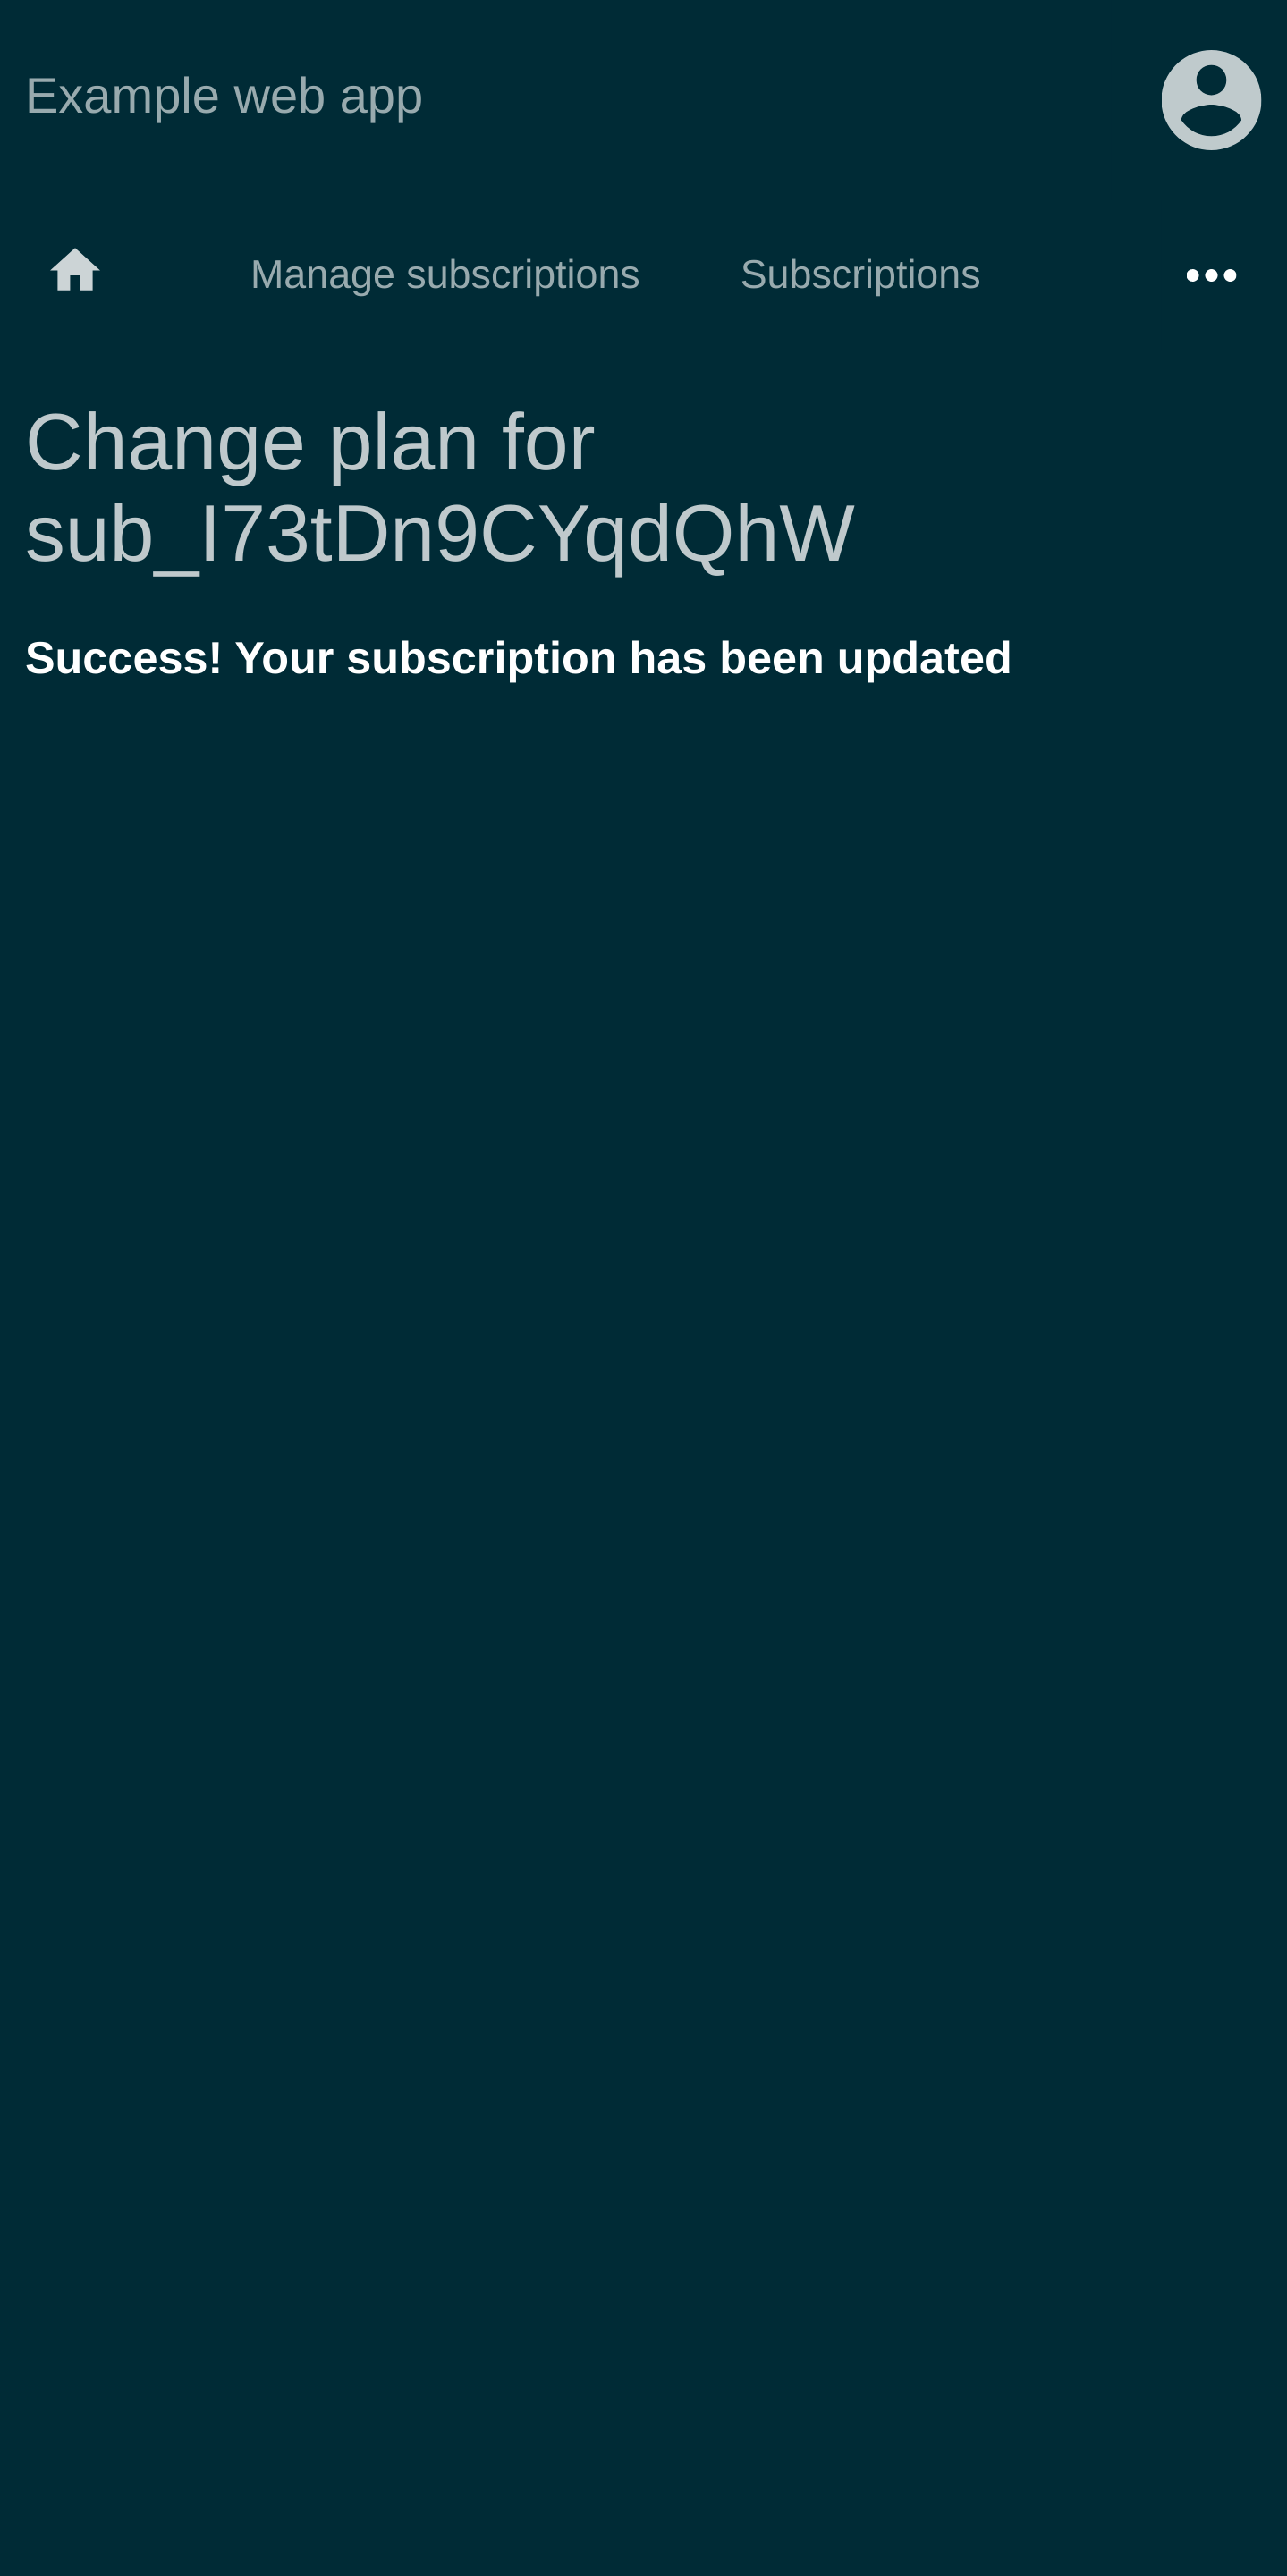 Example web app
Manage subscriptions Subscriptions
Change plan for
sub_I73tDn9CYqdQhW
Success! Your subscription has been updated